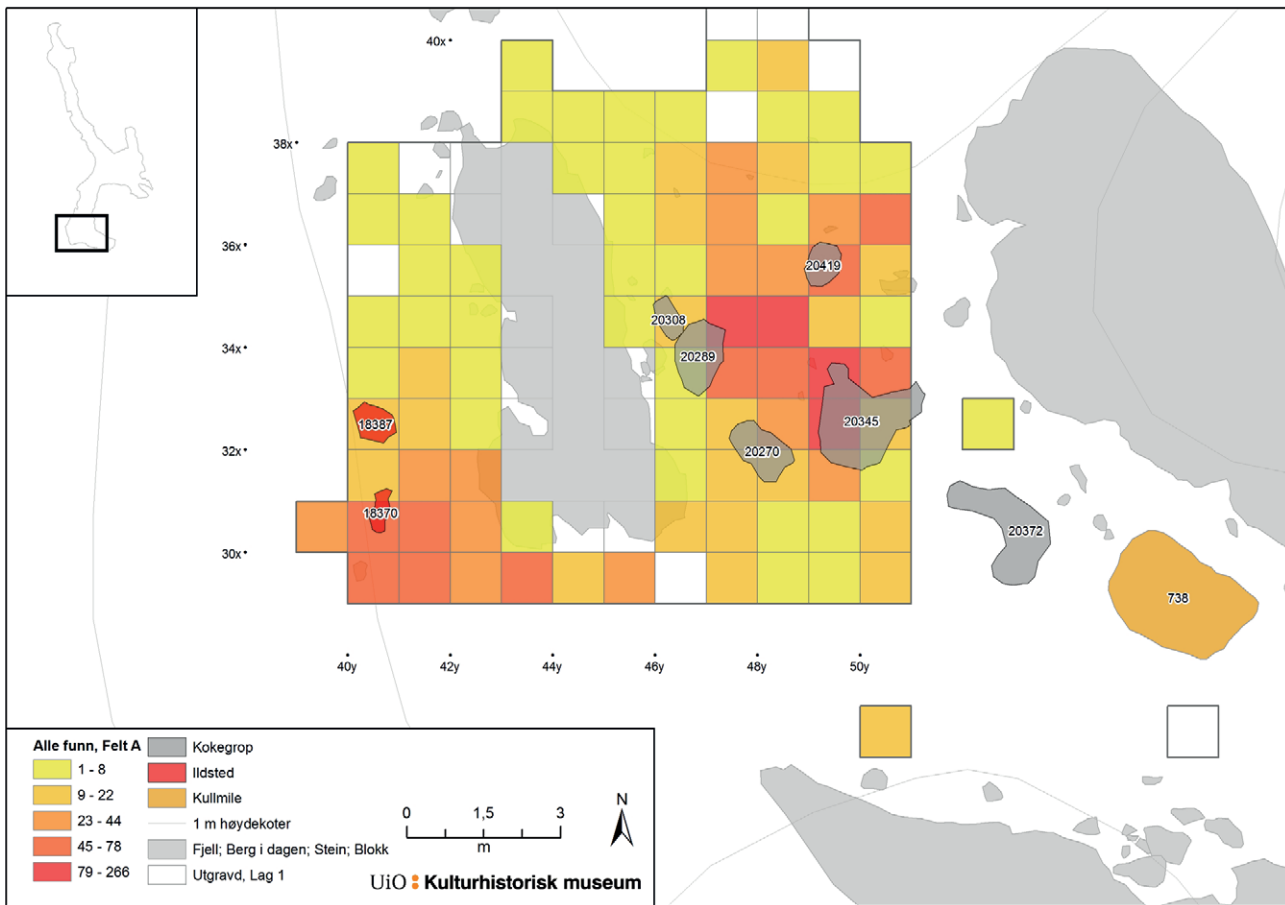 40x
38x
36x
20419
20308
34x
20289
18387
20345
32x
20270
18370
20372
30x
738
40y 42y 44y 46y 48y 50y
Alle funn, Felt A
1 - 8
9 - 22
23 - 44
45 - 78
79 - 266
Kokegrop
Ildsted
Kullmile
1 m høydekoter
Fjell; Berg i dagen; Stein; Blokk
Utgravd, Lag 1
0 1,5 3
m
N
UiO : Kulturhistorisk museum